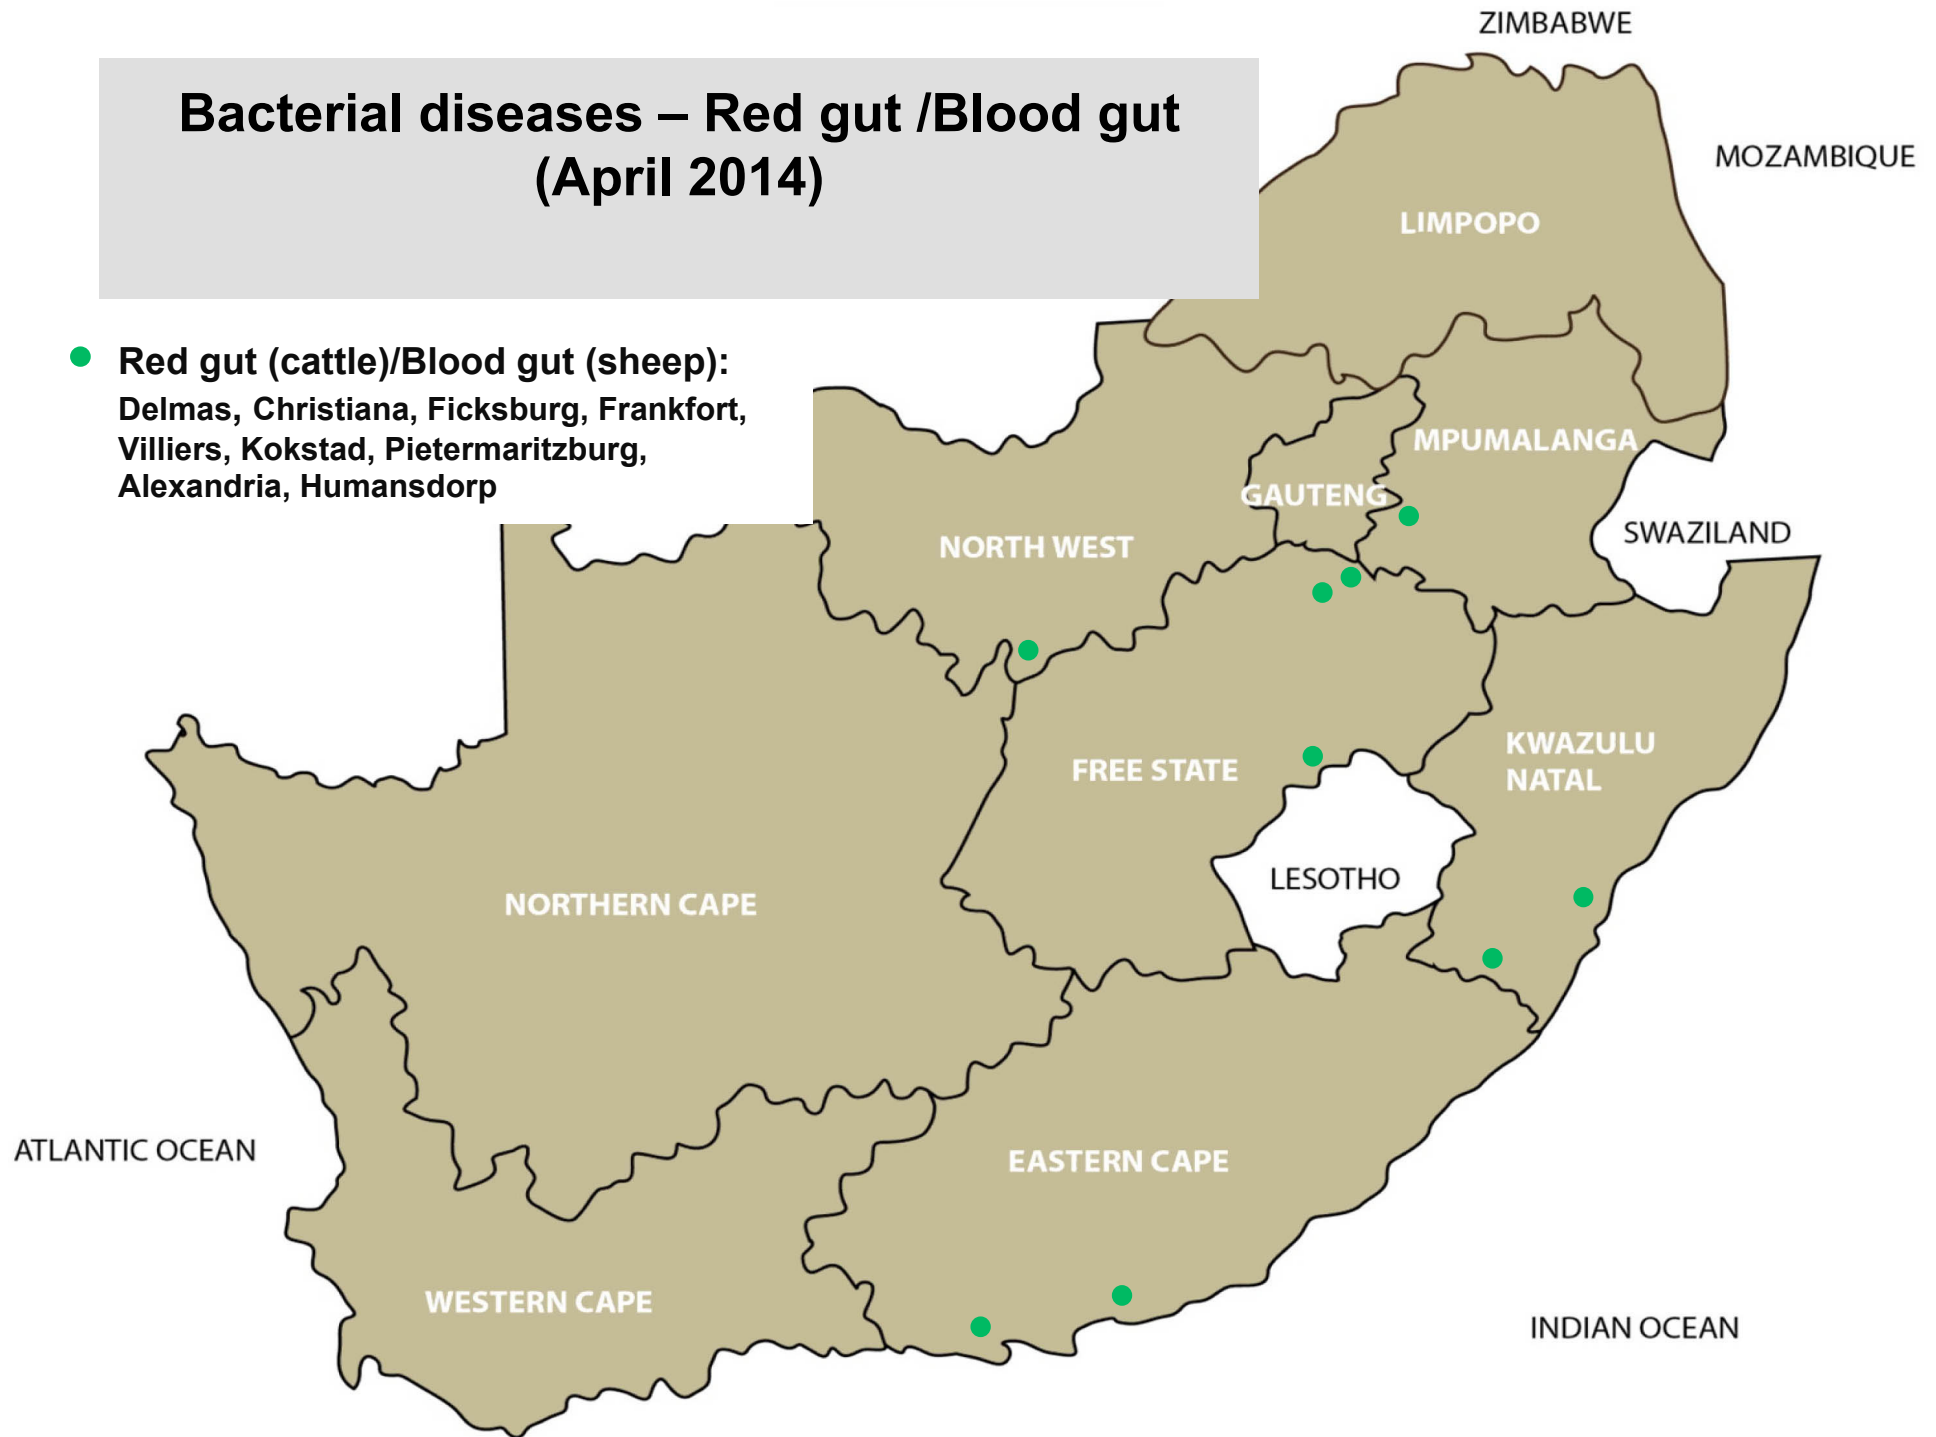 Bacterial diseases – Red gut /Blood gut
(April 2014)
Red gut (cattle)/Blood gut (sheep):
Delmas, Christiana, Ficksburg, Frankfort,
Villiers, Kokstad, Pietermaritzburg,
Alexandria, Humansdorp
ZIMBABWE
MOZAMBIQUE
LIMPOPO
MPUMALANGA
GAUTENG
NORTH WEST
SWAZILAND
KWAZULU
NATAL
FREE STATE
LESOTHO
NORTHERN CAPE
ATLANTIC OCEAN
EASTERN CAPE
WESTERN CAPE
INDIAN OCEAN